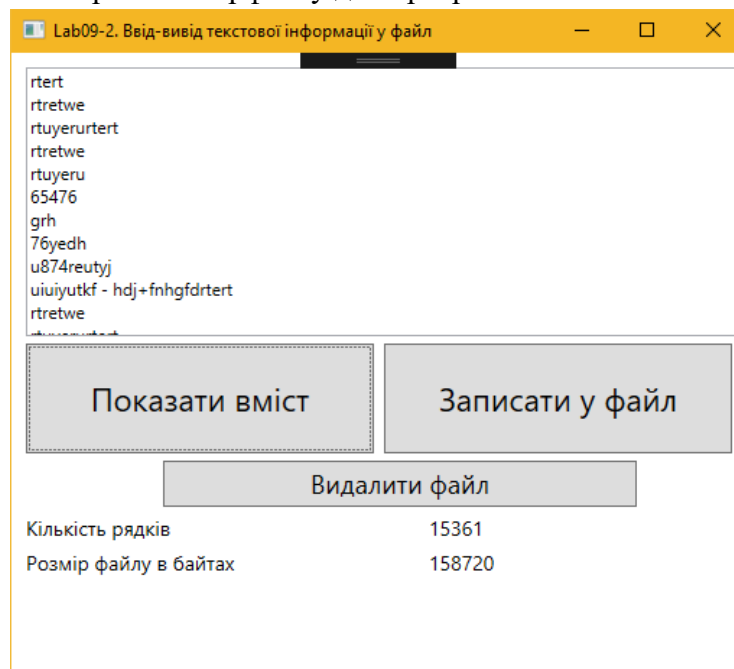 Lab09-2. Ввід-вивід текстової інформації у файл
rtert
rtretwe
rtuyerurtert
rtretwe
rtuyeru
65476
grh
76yedh
u874reutyj
uiuiyutkf - hdj+fnhgfdrtert
rtretwe
Показати вміст
Записати у файл
Видалити файл
Кількість рядків 15361
Розмір файлу в байтах 158720